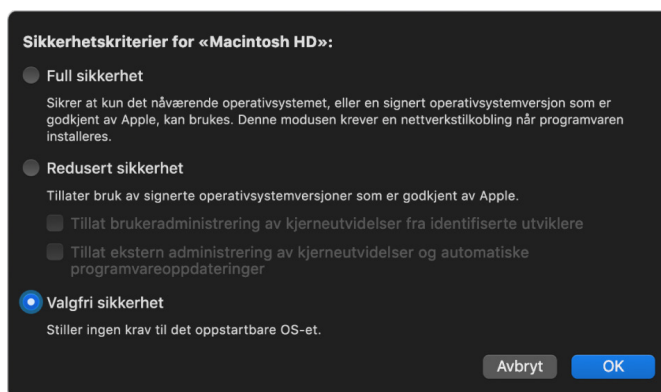 Sikkerhetskriterier for «Macintosh HD»:
Full sikkerhet
Sikrer at kun det nåværende operativsystemet, eller en signert operativsystemversjon som er
godkjent av Apple, kan brukes. Denne modusen krever en nettverkstilkobling når programvaren
installeres.
Redusert sikkerhet
Tillater bruk av signerte operativsystemversjoner som er godkjent av Apple.
Tillat brukeradministrering av kjerneutvidelser fra identifiserte utviklere
Tillat ekstern administrering av kjerneutvidelser og automatiske
programvareoppdateringer
Valgfri sikkerhet
Stiller ingen krav til det oppstartbare OS-et.
Avbryt OK